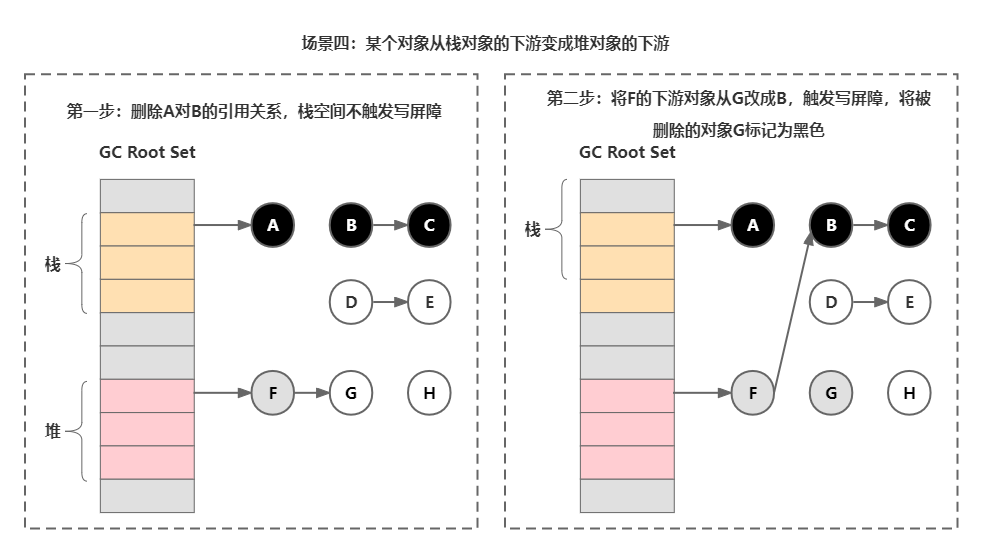 场景四：某个对象从栈对象的下游变成堆对象的下游
第一步：删除A对B的引用关系，栈空间不触发写屏障
GC Root Set
栈
堆
A
B
C
D
E
F
G
H
第二步：将F的下游对象从G改成B，触发写屏障，将被
删除的对象G标记为黑色
GC Root Set
栈
A
B
C
D
E
F
G
H